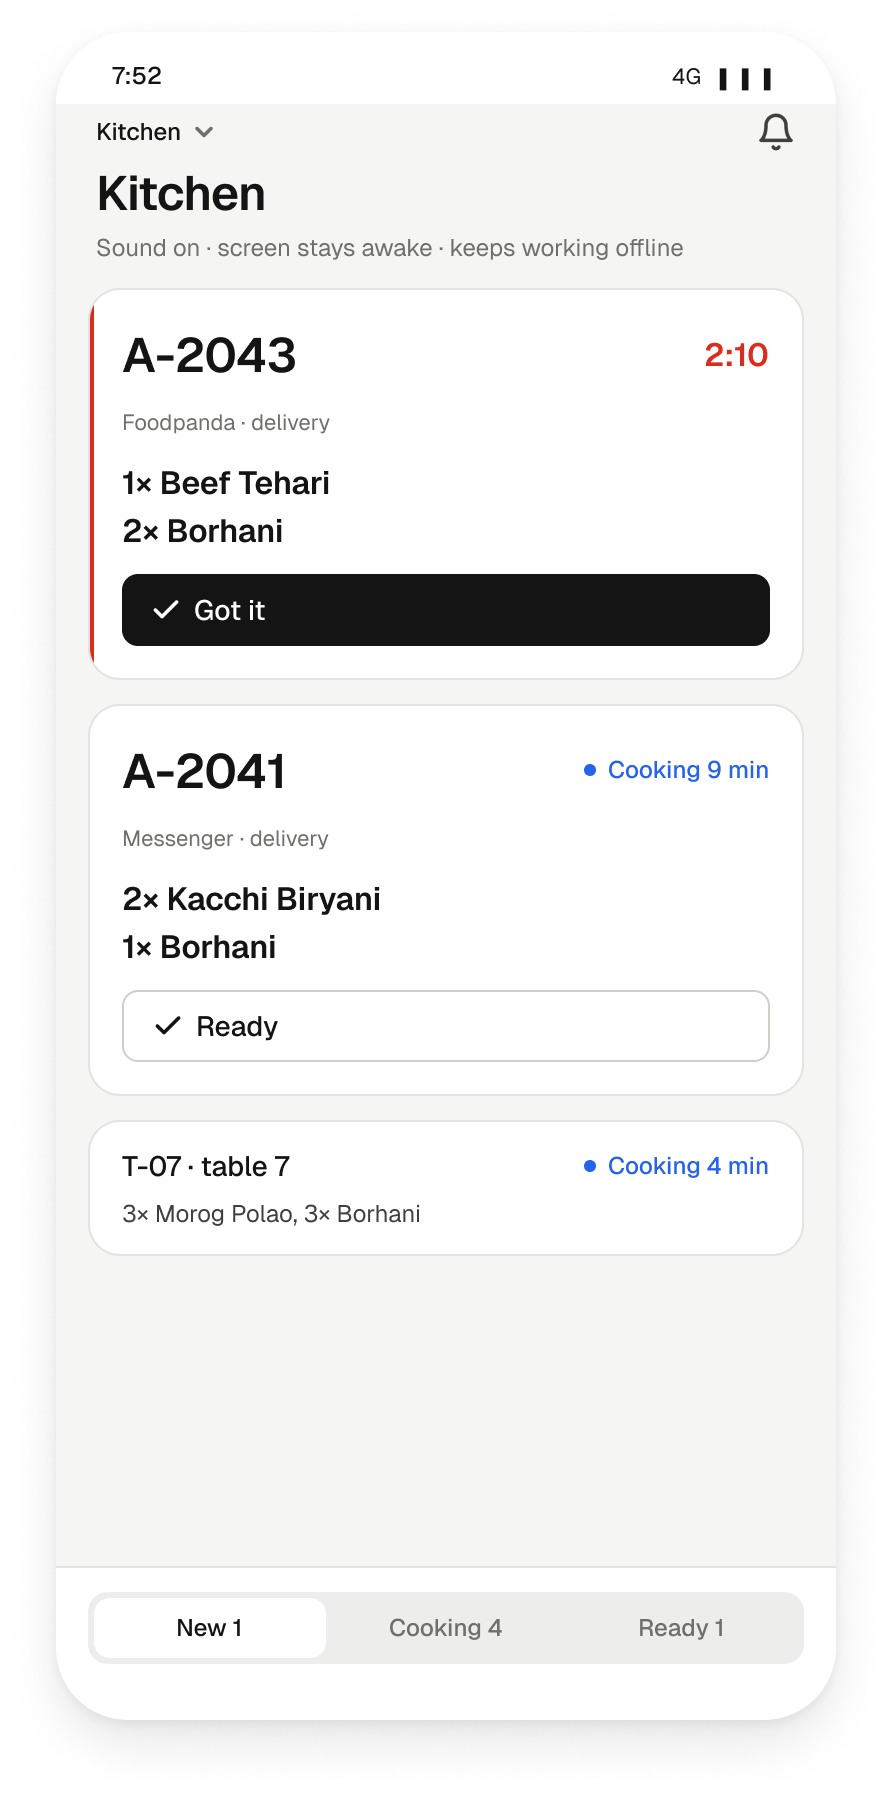 7:52 4G
Kitchen
Kitchen
Sound on · screen stays awake · keeps working offline
A-2043 2:10
Foodpanda · delivery
1× Beef Tehari
2× Borhani
Got it
A-2041 Cooking 9 min
Messenger · delivery
2× Kacchi Biryani
1× Borhani
Ready
T-07 · table 7 Cooking 4 min
3× Morog Polao, 3× Borhani
New 1 Cooking 4 Ready 1